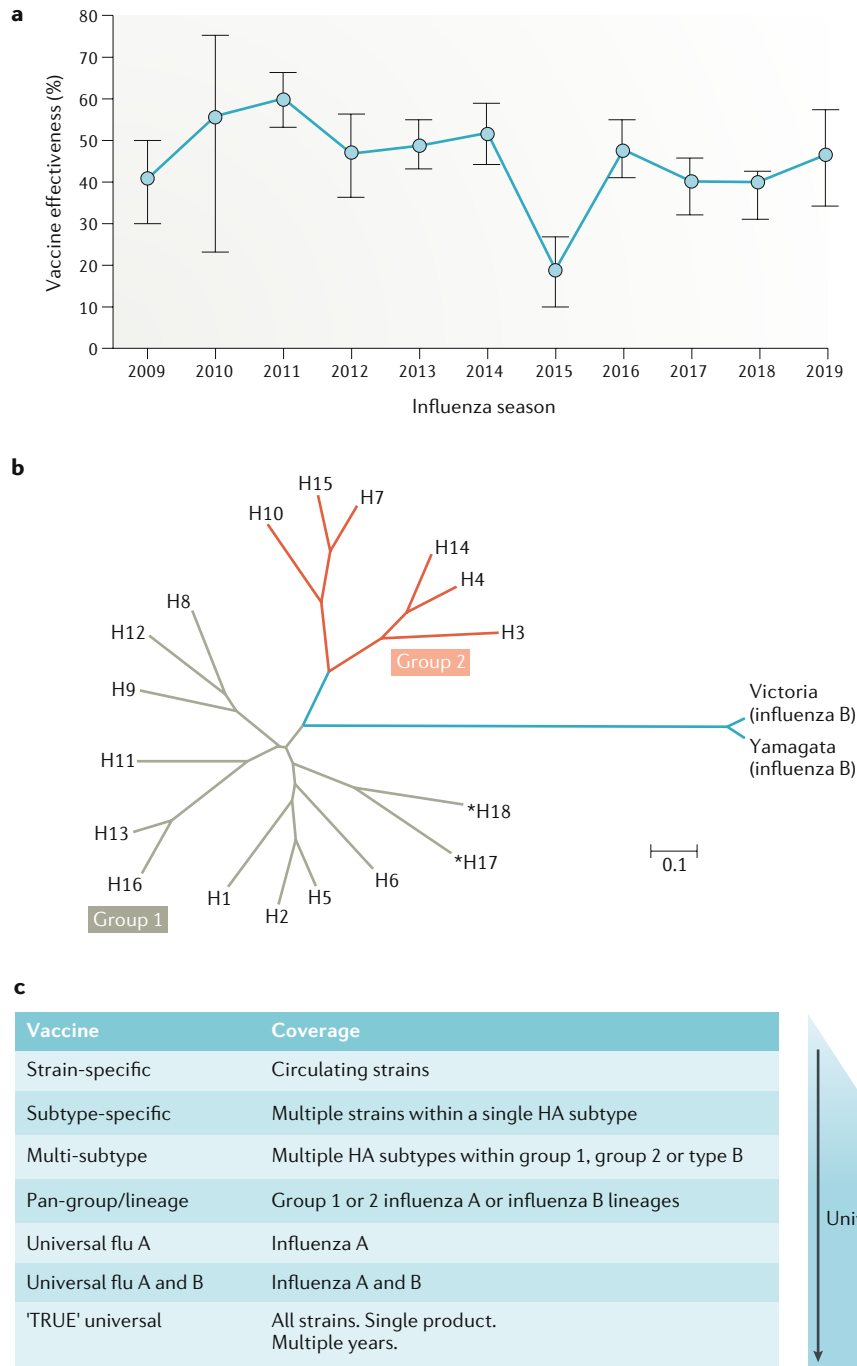 a
80
70
60
50
40
30
20
10
0
Vaccine effectiveness (%)
2009 2010 2011 2012 2013 2014 2015 2016 2017 2018 2019
Influenza season
b
H15
H7
H10
H14
H4
H3
Group 2
H8
H12
H9
H11
H13
H16
Group 1
H1
H2
H5
H6
*H17
*H18
Victoria
(influenza B)
Yamagata
(influenza B)
0.1
c
Vaccine Coverage
Strain-specific Circulating strains
Subtype-specific Multiple strains within a single HA subtype
Multi-subtype Multiple HA subtypes within group 1, group 2 or type B
Pan-group/lineage Group 1 or 2 influenza A or influenza B lineages
Universal flu A Influenza A
Universal flu A and B Influenza A and B
'TRUE' universal All strains. Single product.
Multiple years.